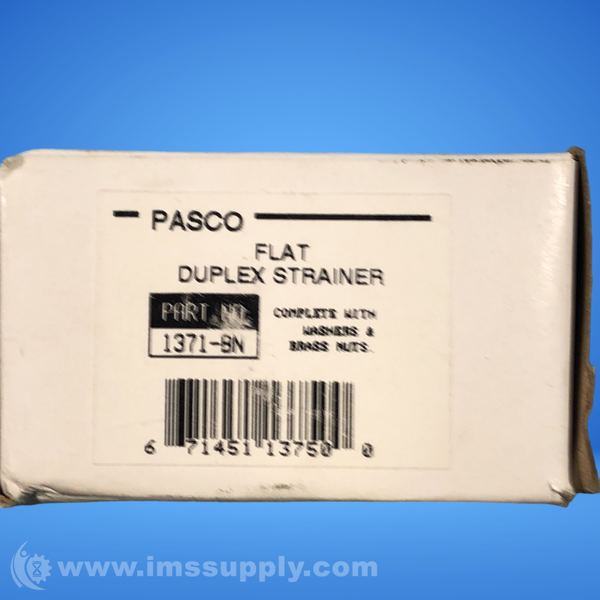 PASCO
FLAT
DUPLEX STRAINER
PART NO
1371-BN
COMPLETE WITH
WASHERS &
BRASS NUTS.
6 71451 13750 0
www.imssupply.com